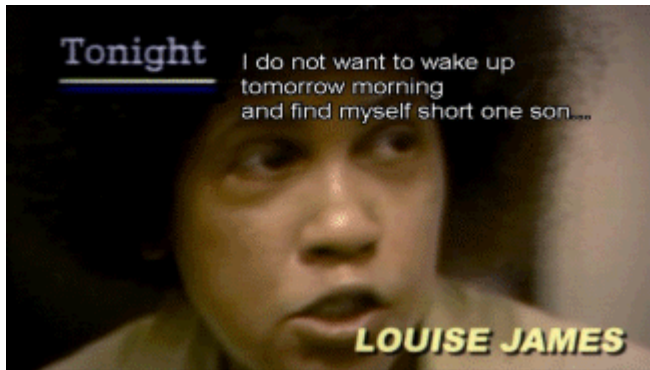 Tonight
I do not want to wake up
tomorrow morning
and find myself short one son...
LOUISE JAMES